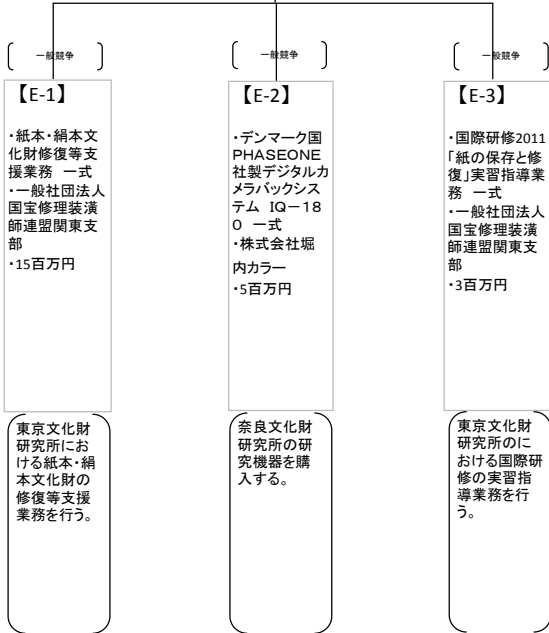 一般競争
【E-1】
・紙本・絹本文
化財修復等支
援業務 一式
・一般社団法人
国宝修理装潢
師連盟関東支
部
・15百万円
東京文化財
研究所にお
ける紙本・絹
本文化財の
修復等支援
業務を行う。
一般競争
【E-2】
・デンマーク国
PHASEONE
社製デジタルカ
メラバックシス
テム IQ－18
0 一式
・株式会社堀
内カラー
・5百万円
奈良文化財
研究所の研
究機器を購
入する。
一般競争
【E-3】
・国際研修2011
「紙の保存と修
復」実習指導業
務 一式
・一般社団法人
国宝修理装潢
師連盟関東支
部
・3百万円
東京文化財
研究所のに
おける国際研
修の実習指
導業務を行
う。